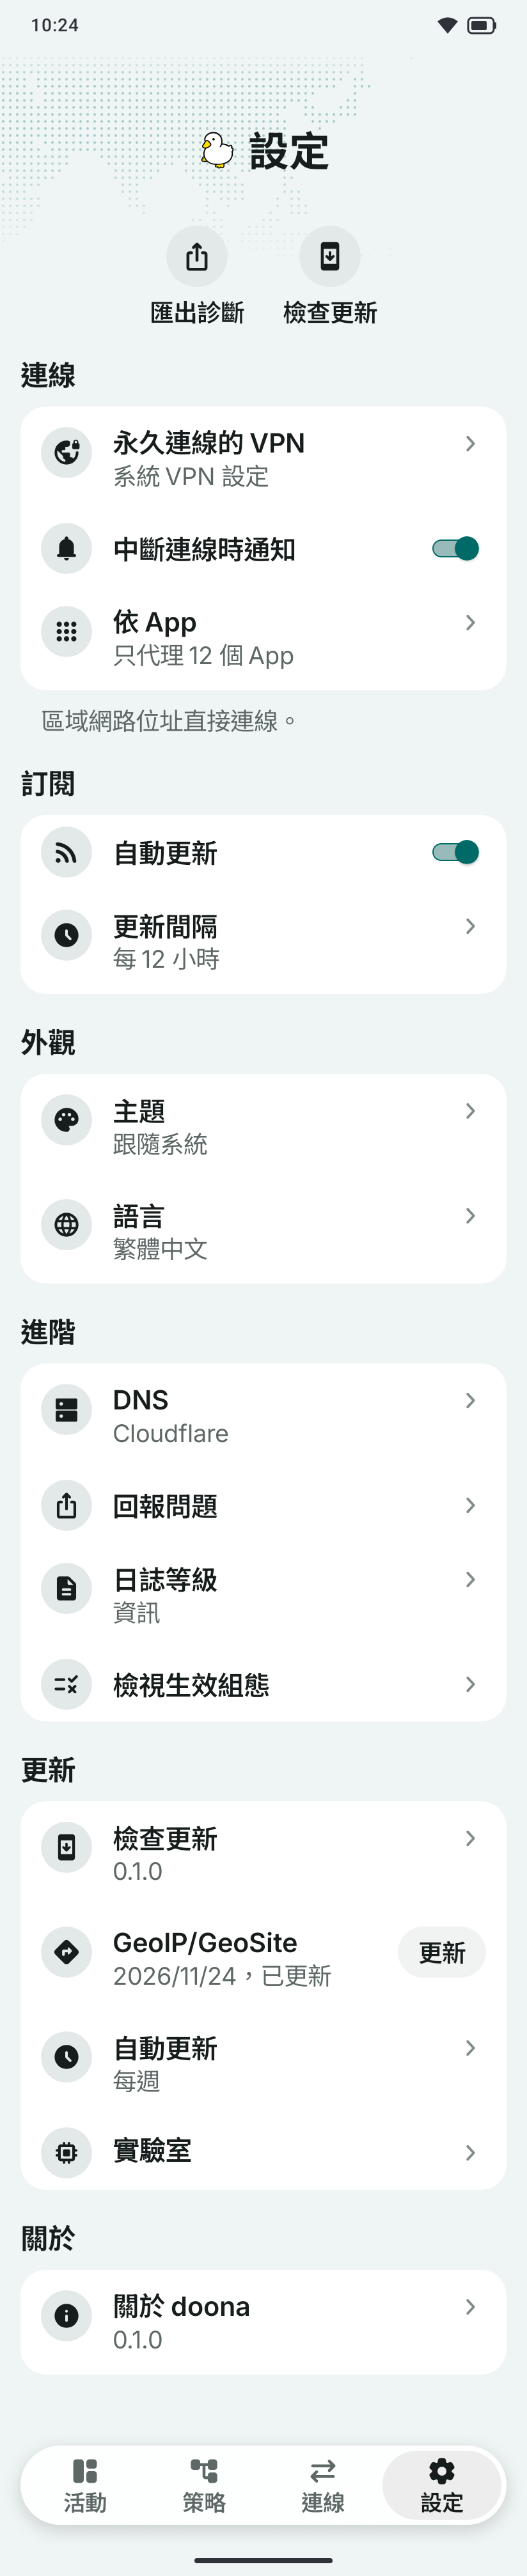 10:24
設定
匯出診斷
檢查更新
連線
永久連線的 VPN
系統 VPN 設定
中斷連線時通知
依 App
只代理 12 個 App
區域網路位址直接連線。
訂閱
自動更新
更新間隔
每 12 小時
外觀
主題
跟隨系統
語言
繁體中文
進階
DNS
Cloudflare
回報問題
日誌等級
資訊
檢視生效組態
更新
檢查更新
0.1.0
GeoIP/GeoSite
更新
2026/11/24，已更新
自動更新
每週
實驗室
關於
關於 doona
0.1.0
活動
策略
連線
設定